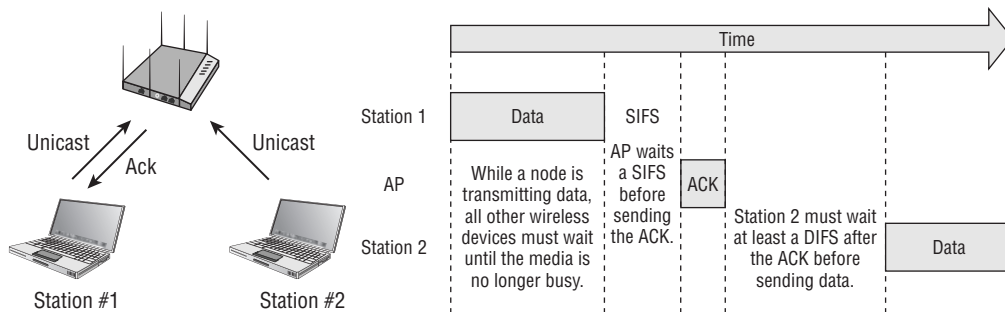 Unicast
Ack
Unicast
Station #1
Station #2
Time
Station 1
Data
SIFS
AP
While a node is
transmitting data,
all other wireless
devices must wait
until the media is
no longer busy.
AP waits
a SIFS
before
sending
the ACK.
ACK
Station 2
Station 2 must wait
at least a DIFS after
the ACK before
sending data.
Data